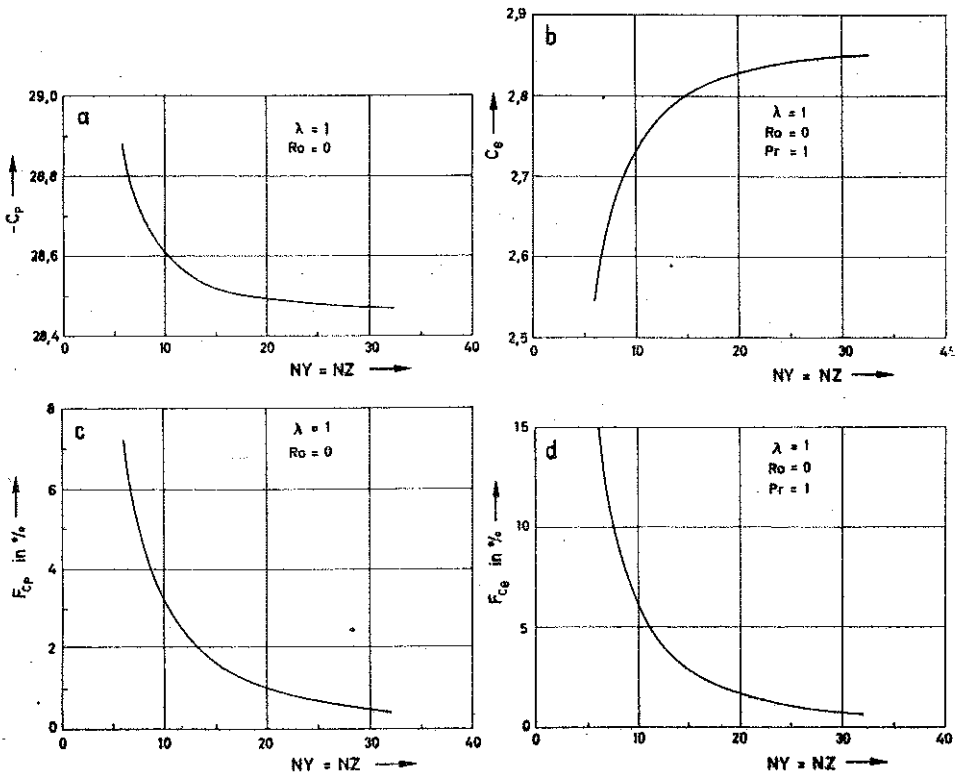 a
29,0
28,8
28,6
28,4
-Cp
λ = 1
Ro = 0
0
10
20
30
40
NY = NZ
b
2,9
2,8
2,7
2,6
2,5
Cθ
λ = 1
Ro = 0
Pr = 1
0
10
20
30
NY = NZ
c
8
6
4
2
0
F_Cp in %
λ = 1
Ro = 0
0
10
20
30
40
NY = NZ
d
15
10
5
0
F_Cθ in %
λ = 1
Ro = 0
Pr = 1
0
10
20
30
40
NY = NZ